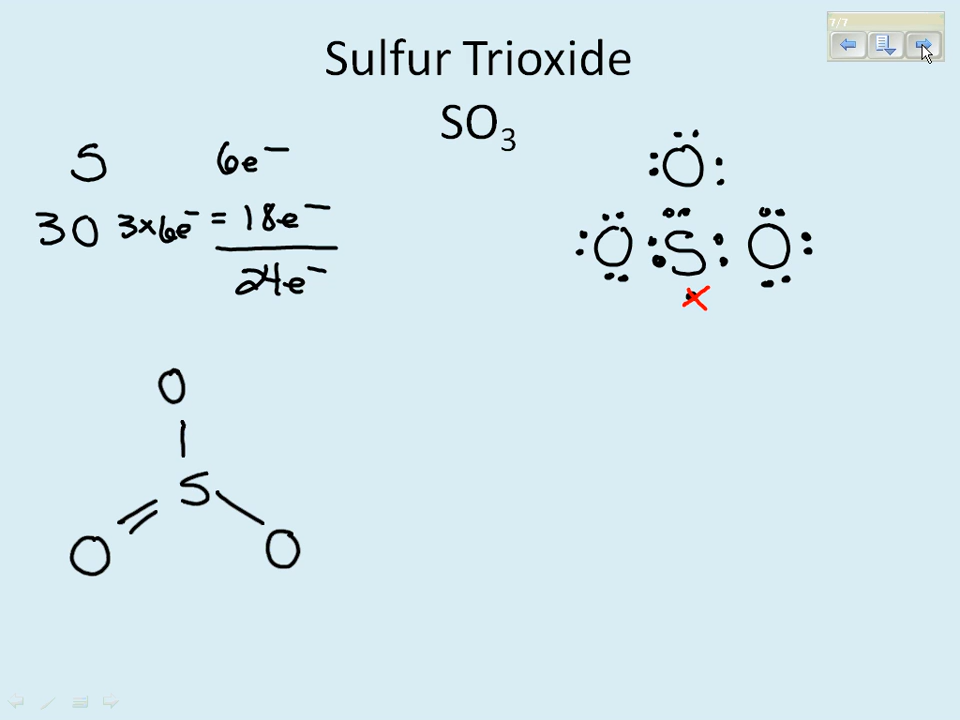 7/7
Sulfur Trioxide
SO₃
S 6e⁻
3O 3×6e⁻ = 18e⁻
24e⁻
O
O S O
O
S
O O